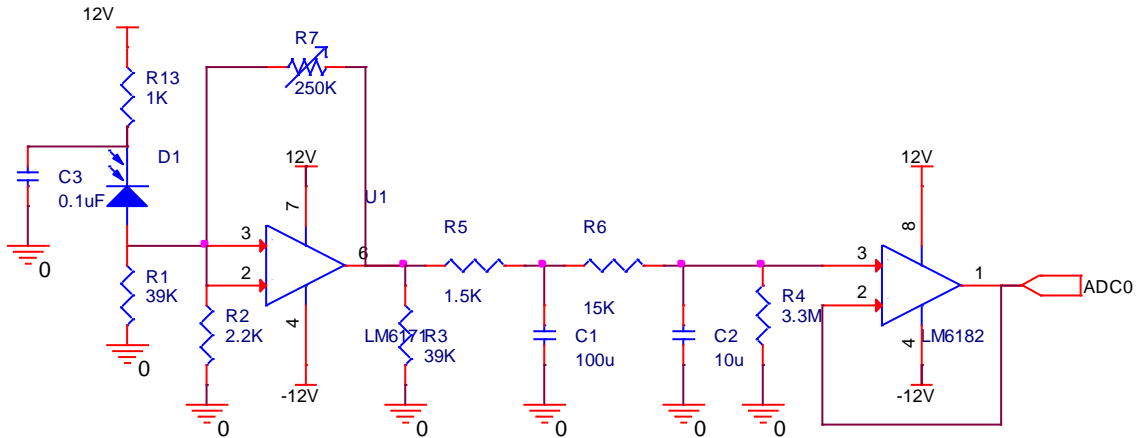 12V
R13
1K
C3
0.1uF
D1
0
R1
39K
0
R7
250K
12V
7
U1
3
2
6
4
R2
2.2K
-12V
0
LM6171
R3
39K
0
R5
1.5K
R6
15K
C1
100u
0
C2
10u
0
R4
3.3M
0
12V
8
3
2
1
4
LM6182
-12V
ADC0